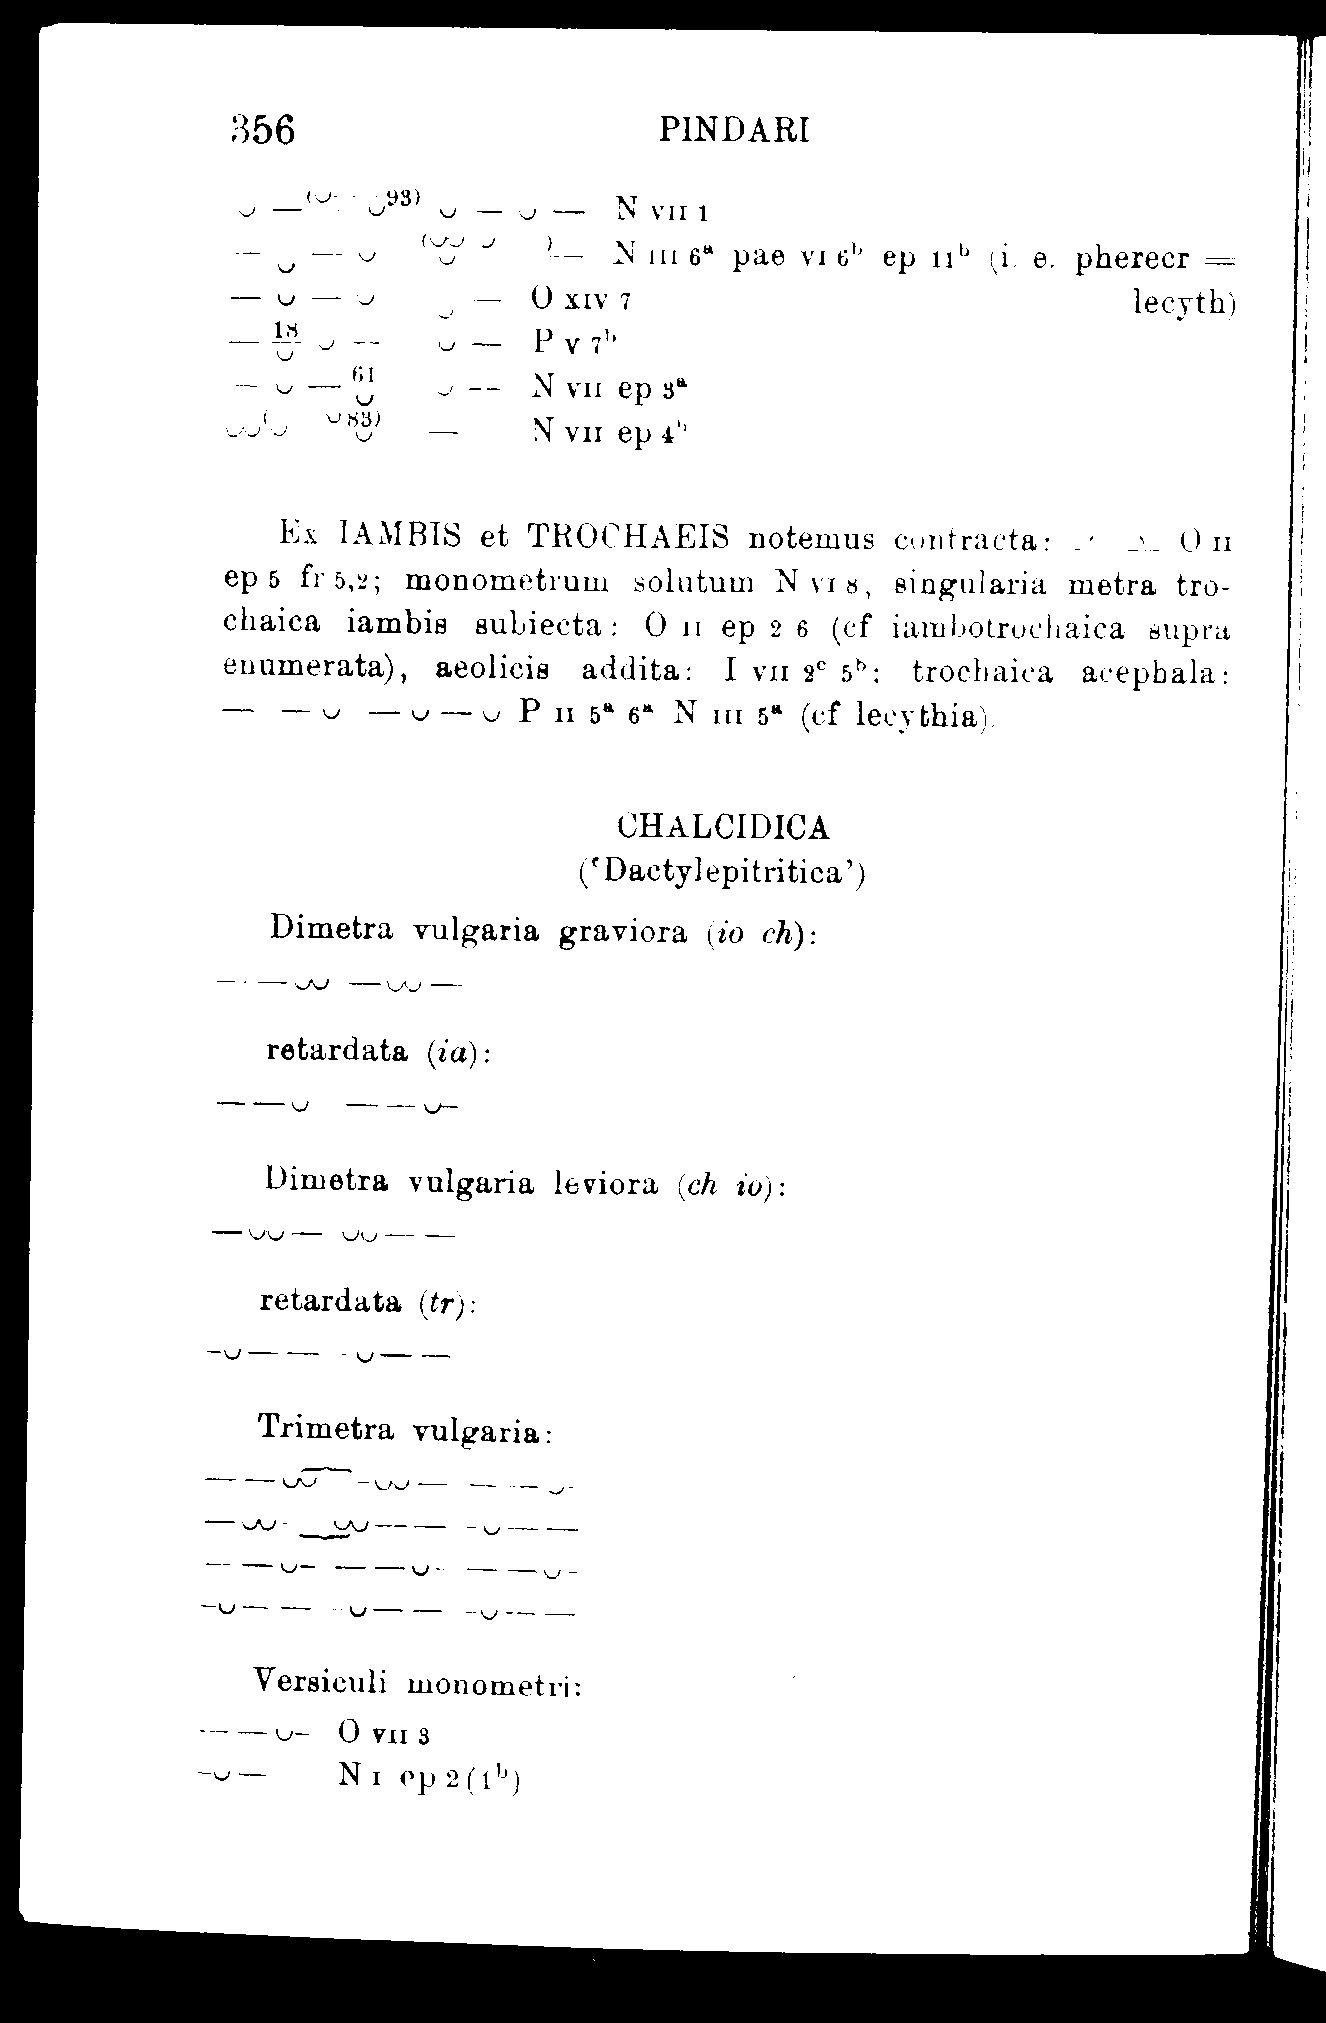 356 PINDARI
⏑ — (⏑ ⏑93) ⏑ — ⏑ — N VII 1
— ⏑ — ⏑ (⏑⏑ ⏑ )— N III 6ª pae VI 6ᵇ ep 11ᵇ (i. e. pherecr =
— ⏑ — ⏑ ⏑ — O XIV 7 lecyth)
— 18 ⏑ — ⏑ — P V 7ᵇ
— ⏑ — 61 ⏑ — N VII ep 3ª
⏑⏑(⏑ ⏑83) — N VII ep 4ᵇ
Ex IAMBIS et TROCHAEIS notemus contracta: O II
ep 5 fr 5,2; monometrum solutum N VI 8, singularia metra tro-
chaica iambis subiecta: O II ep 2 6 (cf iambotrochaica supra
enumerata), aeolicis addita: I VII 2ᶜ 5ᵇ; trochaica acephala:
— — ⏑ — ⏑ — ⏑ P II 5ª 6ª N III 5ª (cf lecythia).
CHALCIDICA
(‛Dactylepitritica’)
Dimetra vulgaria graviora (io ch):
— — ⏑⏑ — ⏑⏑ —
retardata (ia):
— — ⏑ — — ⏑ —
Dimetra vulgaria leviora (ch io):
— ⏑⏑ — ⏑⏑ — —
retardata (tr):
— ⏑ — — — ⏑ — —
Trimetra vulgaria:
— — ⏑⏑ — ⏑⏑ — — — ⏑ —
— ⏑⏑ — ⏑⏑ — — — ⏑ — —
— — ⏑ — — — ⏑ — — — ⏑ —
— ⏑ — — — ⏑ — — — ⏑ — —
Versiculi monometri:
— — ⏑ — O VII 3
— ⏑ — N I ep 2 (1ᵇ)